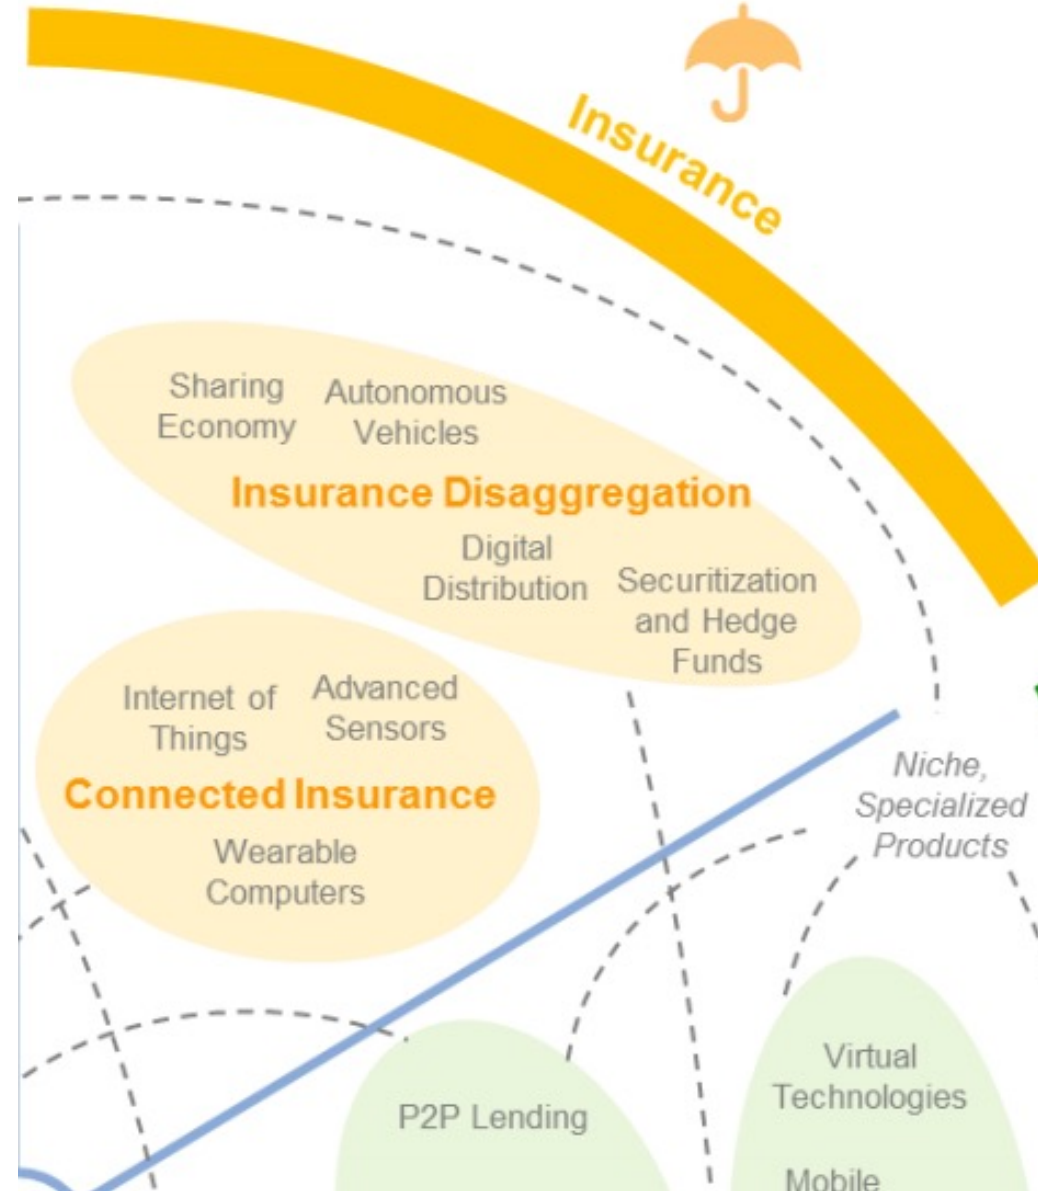 Insurance
Sharing
Economy
Autonomous
Vehicles
Insurance Disaggregation
Digital
Distribution
Securitization
and Hedge
Funds
Internet of
Things
Advanced
Sensors
Connected Insurance
Wearable
Computers
Niche,
Specialized
Products
P2P Lending
Virtual
Technologies
Mobile